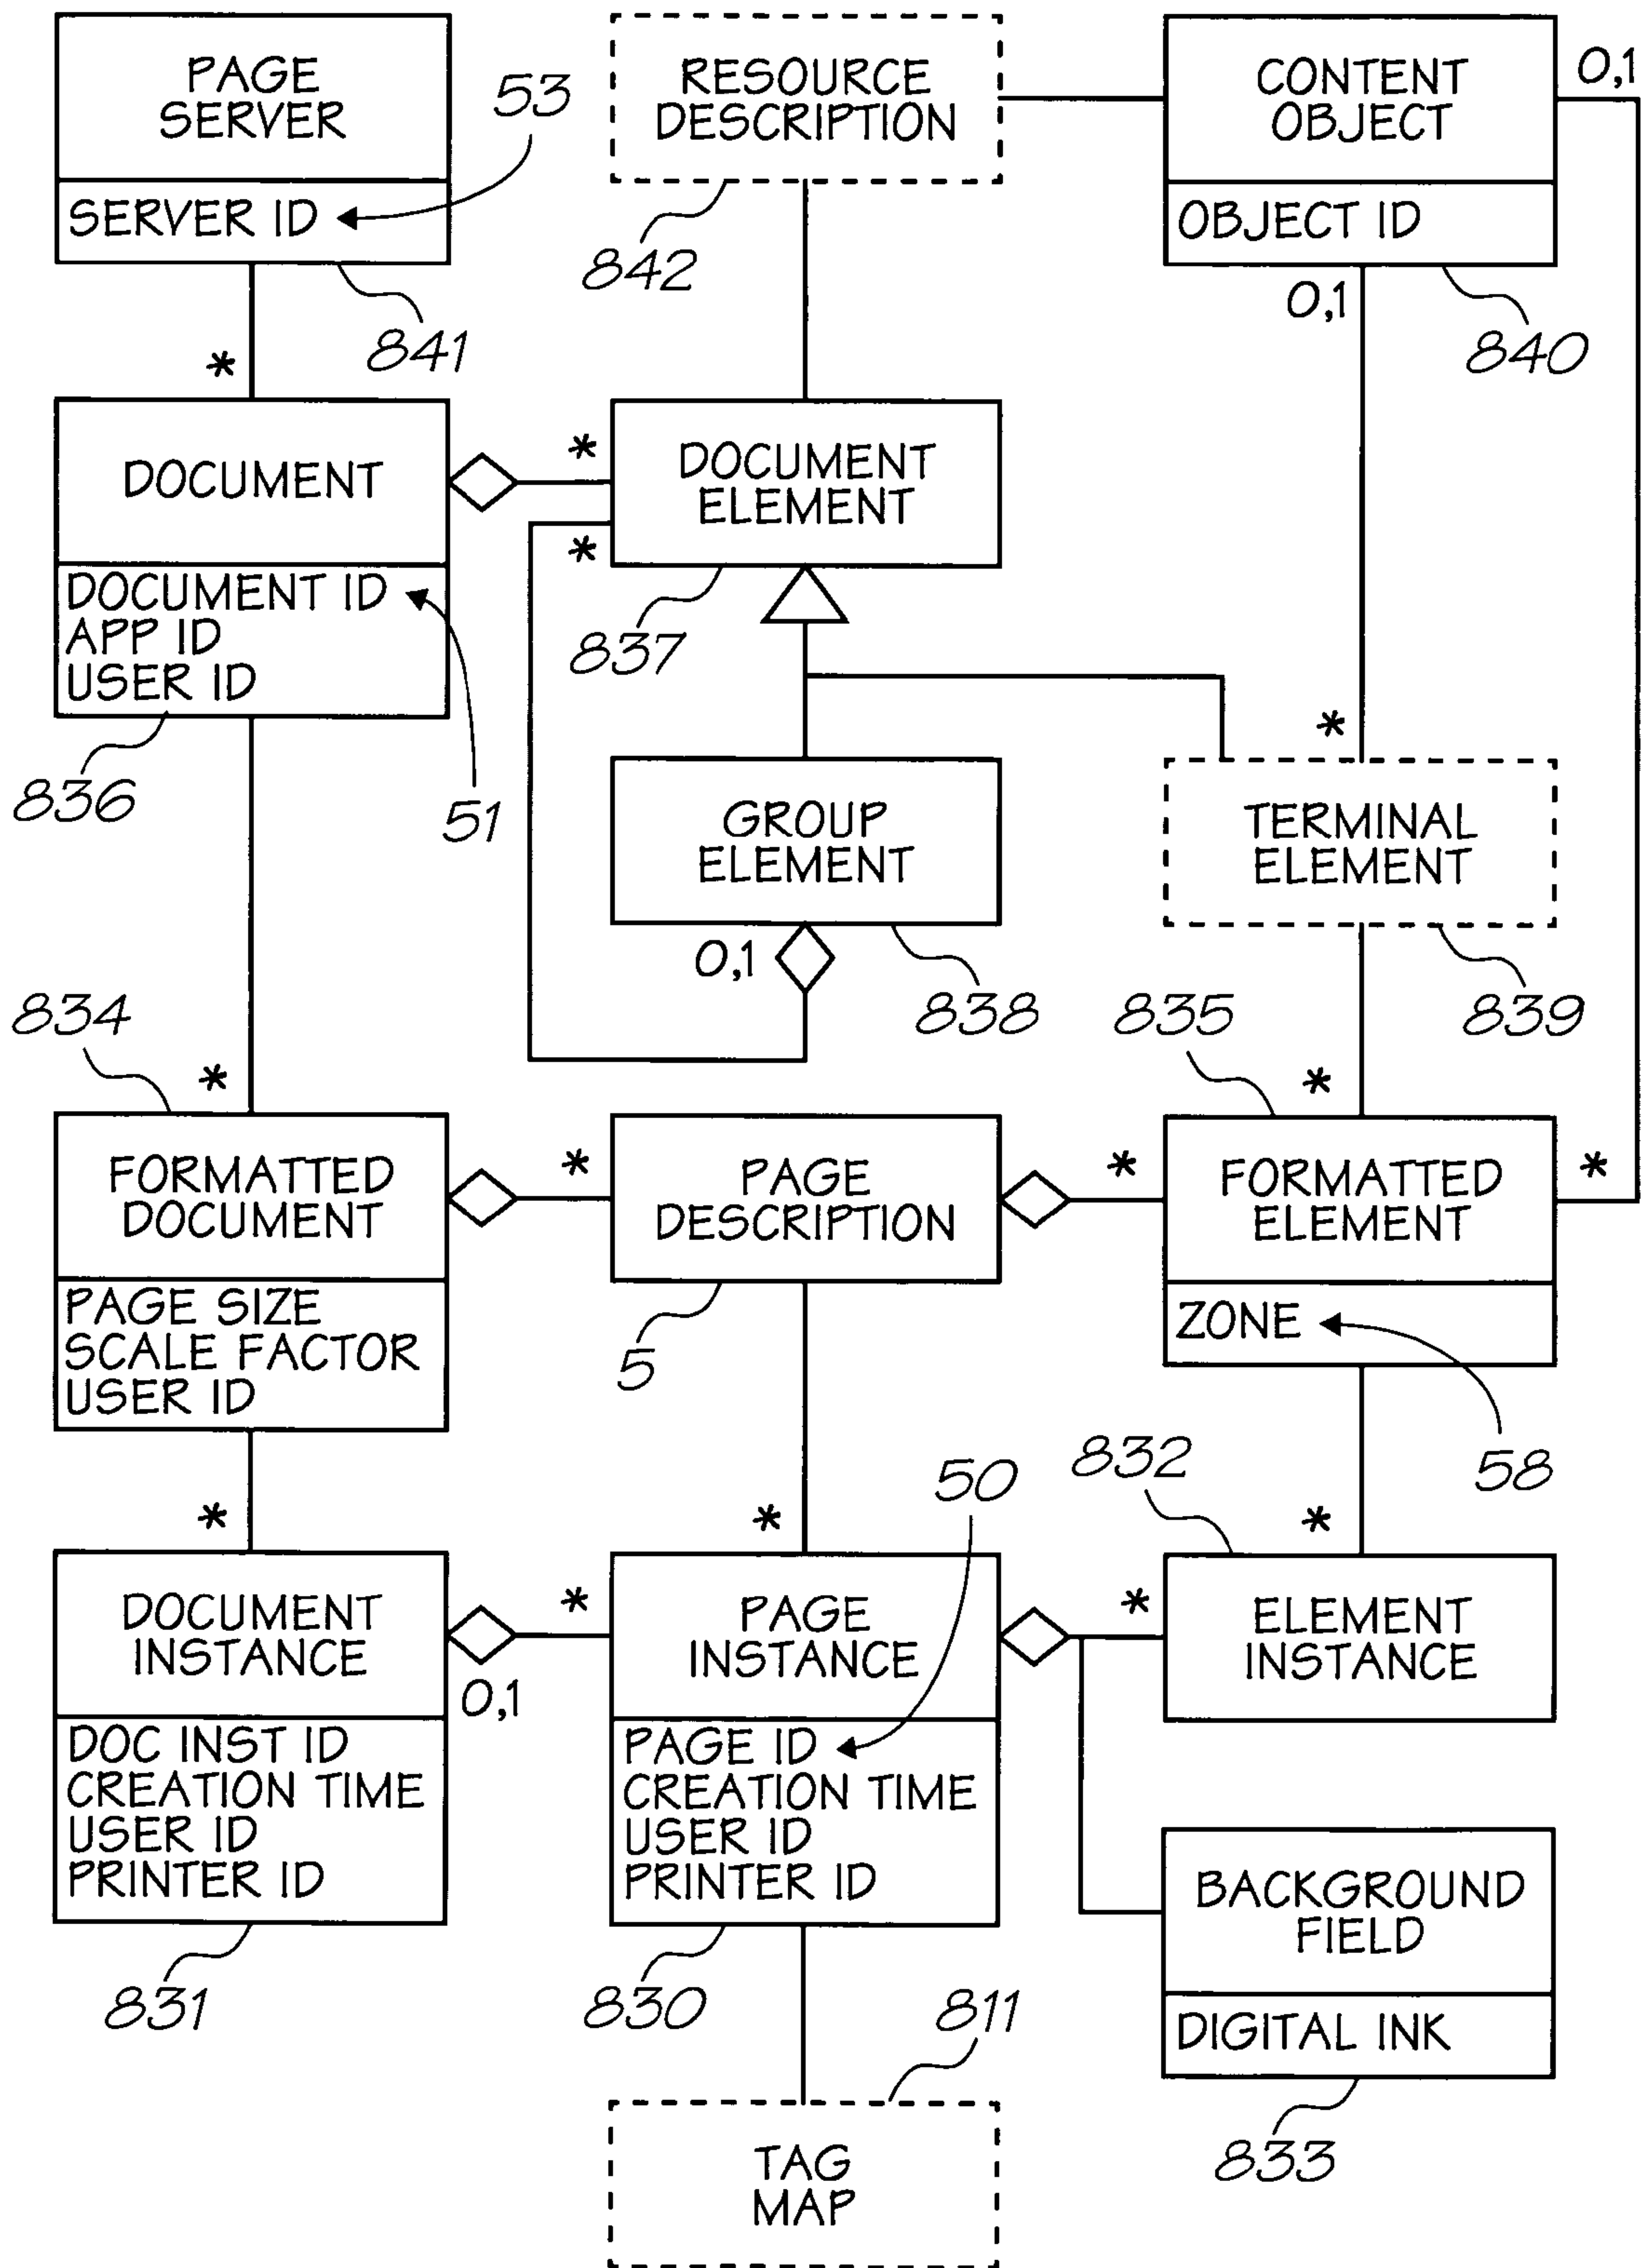 PAGE
SERVER
SERVER ID
53
841
RESOURCE
DESCRIPTION
842
CONTENT
OBJECT
OBJECT ID
0,1
0,1
840
*
DOCUMENT
DOCUMENT ID
APP ID
USER ID
836
51
*
*
DOCUMENT
ELEMENT
837
GROUP
ELEMENT
0,1
838
*
TERMINAL
ELEMENT
839
834
*
FORMATTED
DOCUMENT
PAGE SIZE
SCALE FACTOR
USER ID
*
PAGE
DESCRIPTION
5
835
*
*
FORMATTED
ELEMENT
*
ZONE
58
*
DOCUMENT
INSTANCE
0,1
DOC INST ID
CREATION TIME
USER ID
PRINTER ID
831
*
*
50
PAGE
INSTANCE
PAGE ID
CREATION TIME
USER ID
PRINTER ID
830
832
*
*
ELEMENT
INSTANCE
BACKGROUND
FIELD
DIGITAL INK
833
811
TAG
MAP